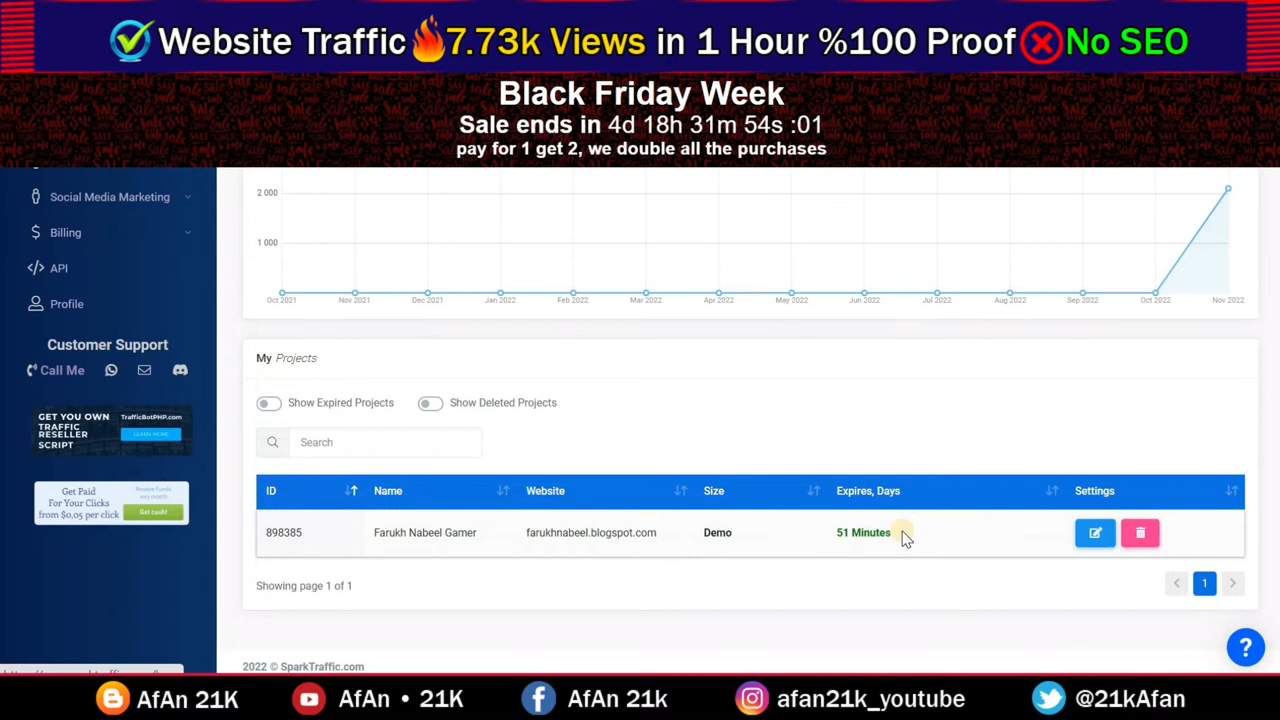 Website Traffic 7.73k Views in 1 Hour %100 Proof No SEO
Black Friday Week
Sale ends in 4d 18h 31m 54s :01
pay for 1 get 2, we double all the purchases
Social Media Marketing
Billing
API
Profile
Customer Support
Call Me
GET YOU OWN
TRAFFIC
RESELLER
SCRIPT
TrafficBotPHP.com
LEARN MORE
Get Paid
For Your Clicks
from $0,05 per click
Get cash!
2 000
1 000
Oct 2021 Nov 2021 Dec 2021 Jan 2022 Feb 2022 Mar 2022 Apr 2022 May 2022 Jun 2022 Jul 2022 Aug 2022 Sep 2022 Oct 2022 Nov 2022
My Projects
Show Expired Projects Show Deleted Projects
Search
ID Name Website Size Expires, Days Settings
898385 Farukh Nabeel Gamer farukhnabeel.blogspot.com Demo 51 Minutes
Showing page 1 of 1
1
?
2022 © SparkTraffic.com
AfAn 21K AfAn • 21K AfAn 21k afan21k_youtube @21kAfan